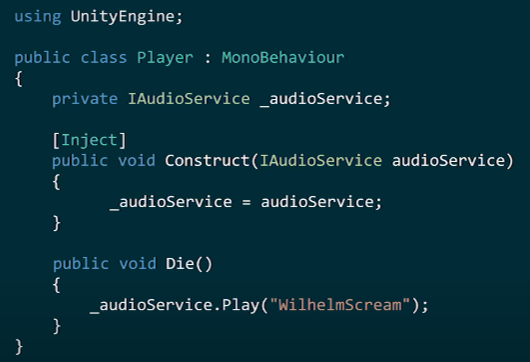 using UnityEngine;
public class Player : MonoBehaviour
{
private IAudioService _audioService;
[Inject]
public void Construct(IAudioService audioService)
{
_audioService = audioService;
}
public void Die()
{
_audioService.Play("WilhelmScream");
}
}